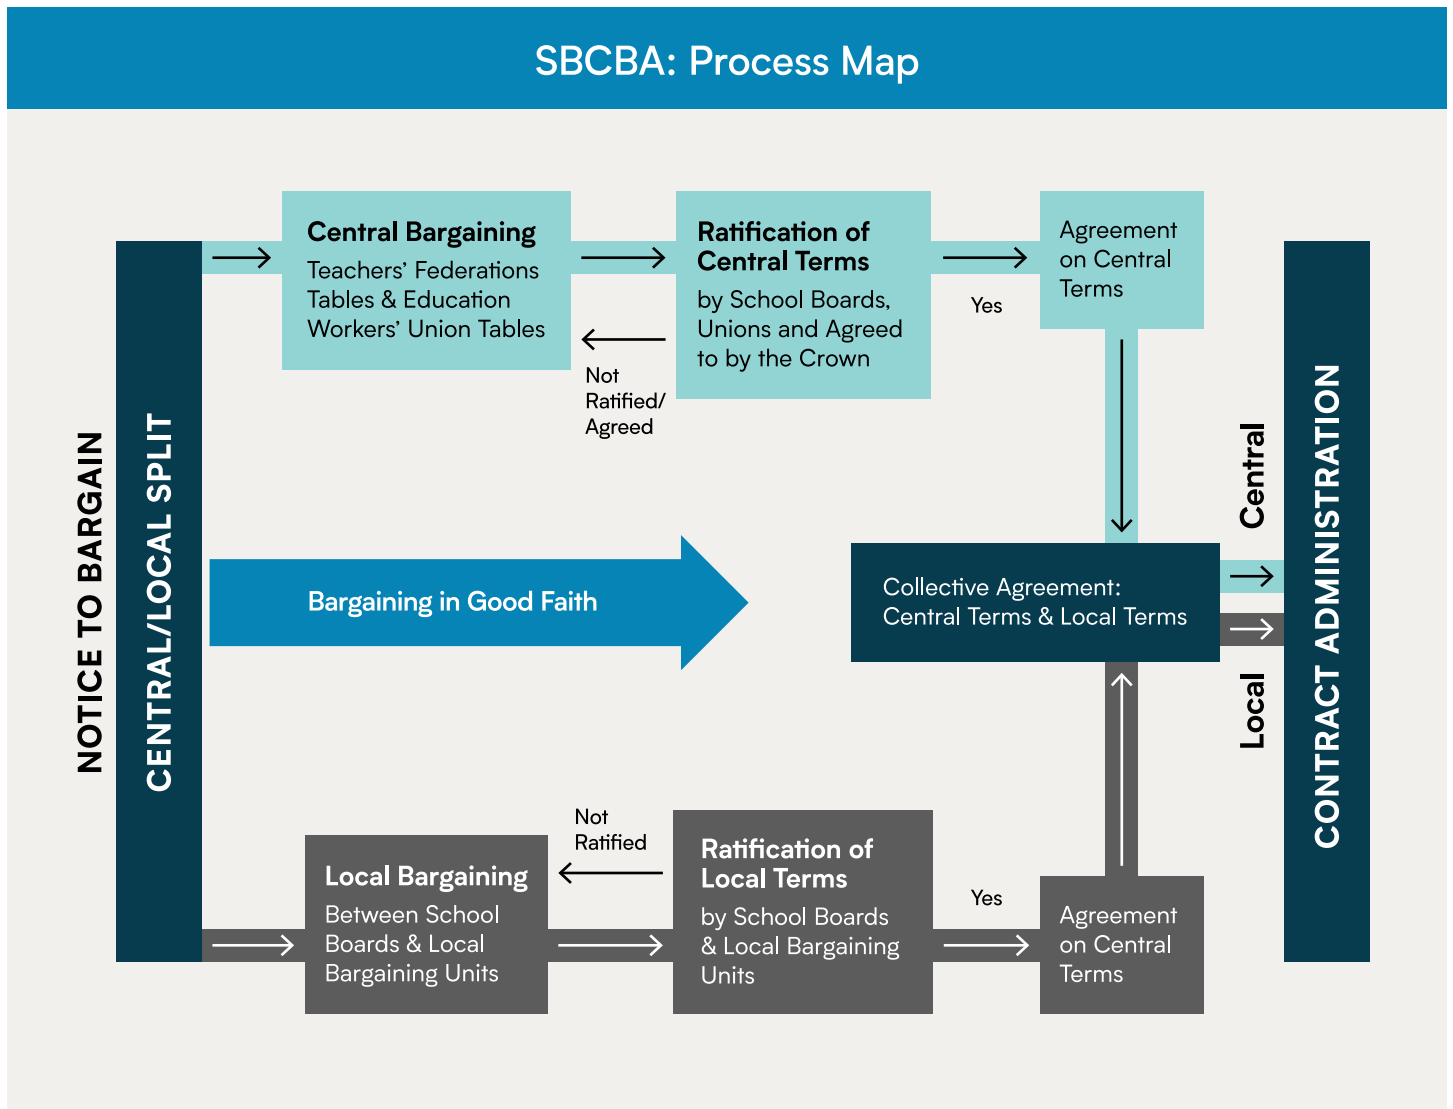 SBCBA: Process Map
NOTICE TO BARGAIN
CENTRAL/LOCAL SPLIT
Central Bargaining
Teachers’ Federations
Tables & Education
Workers’ Union Tables
Not
Ratified/
Agreed
Ratification of
Central Terms
by School Boards,
Unions and Agreed
to by the Crown
Yes
Agreement
on Central
Terms
Bargaining in Good Faith
Collective Agreement:
Central Terms & Local Terms
Central
Local
CONTRACT ADMINISTRATION
Local Bargaining
Between School
Boards & Local
Bargaining Units
Not
Ratified
Ratification of
Local Terms
by School Boards
& Local Bargaining
Units
Yes
Agreement
on Central
Terms